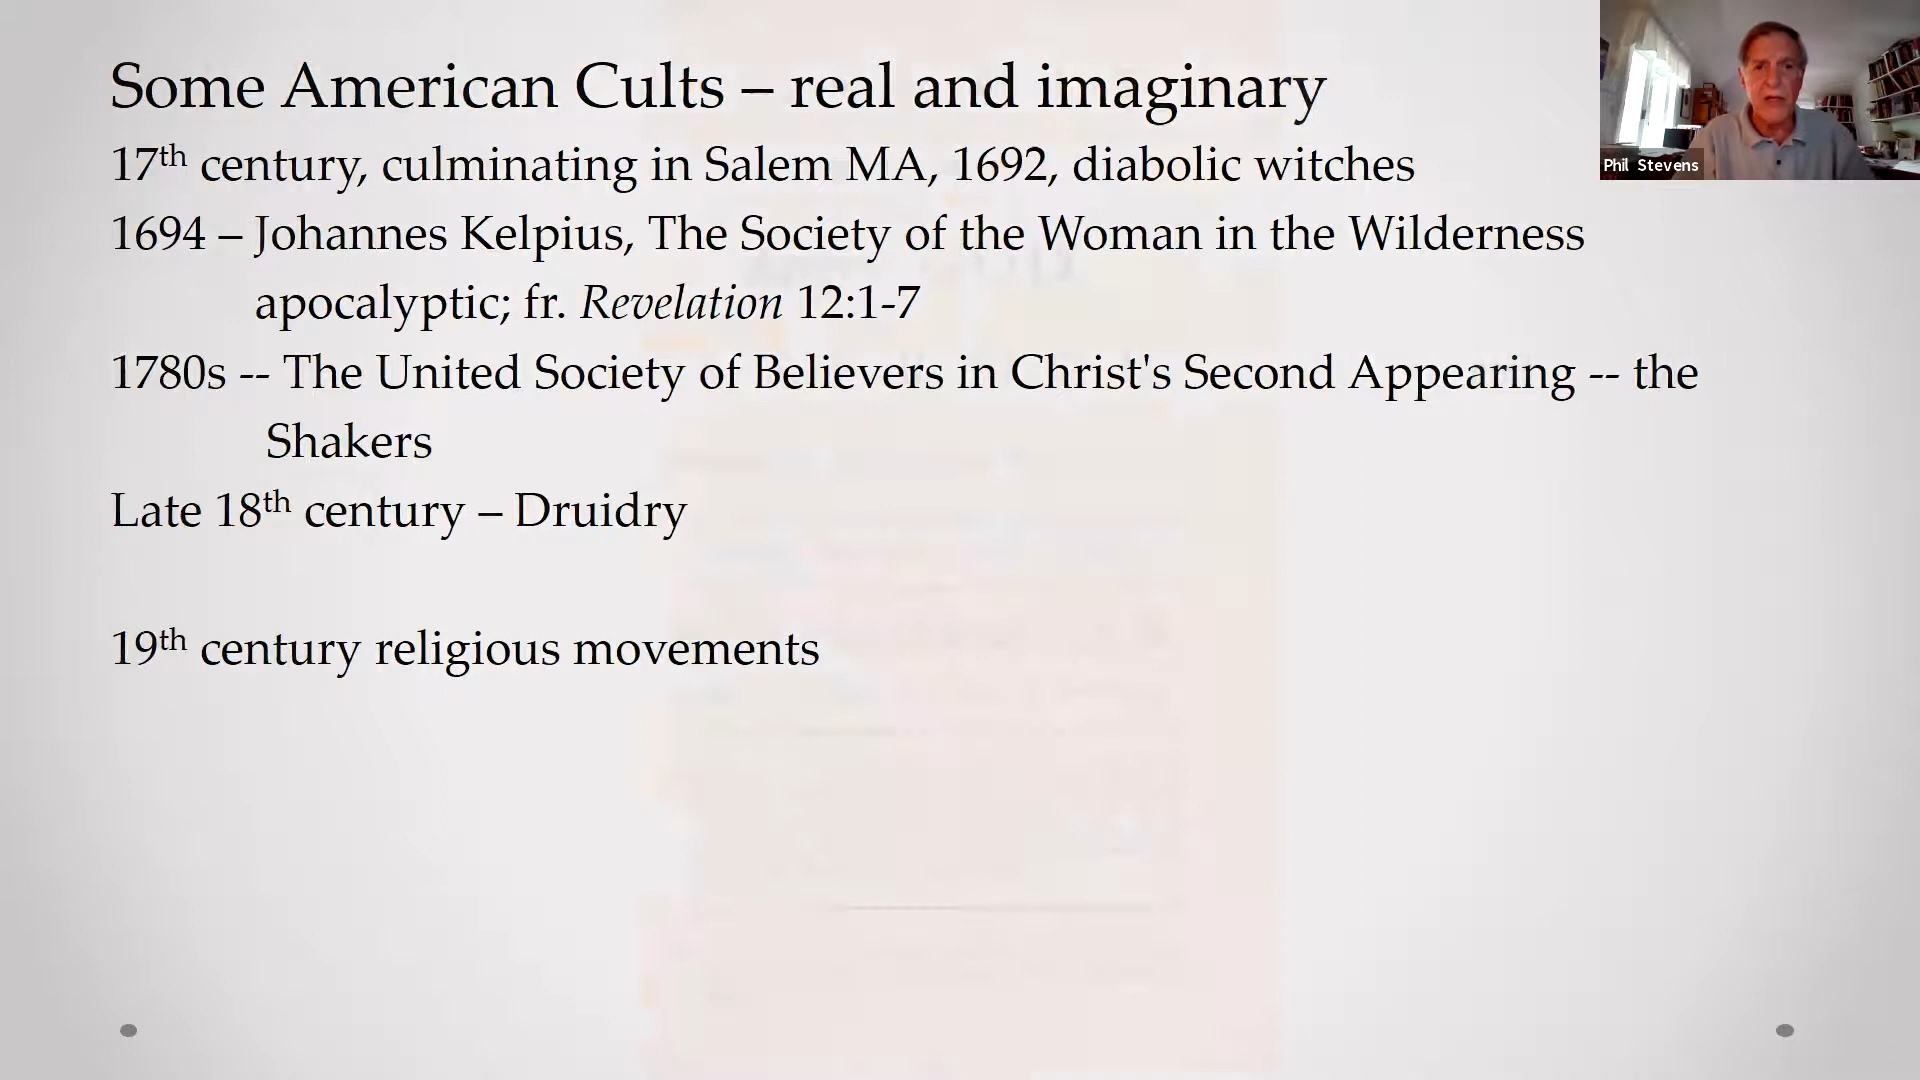 Some American Cults – real and imaginary
17th century, culminating in Salem MA, 1692, diabolic witches
Phil Stevens
1694 – Johannes Kelpius, The Society of the Woman in the Wilderness
apocalyptic; fr. Revelation 12:1-7
1780s -- The United Society of Believers in Christ's Second Appearing -- the
Shakers
Late 18th century – Druidry
19th century religious movements